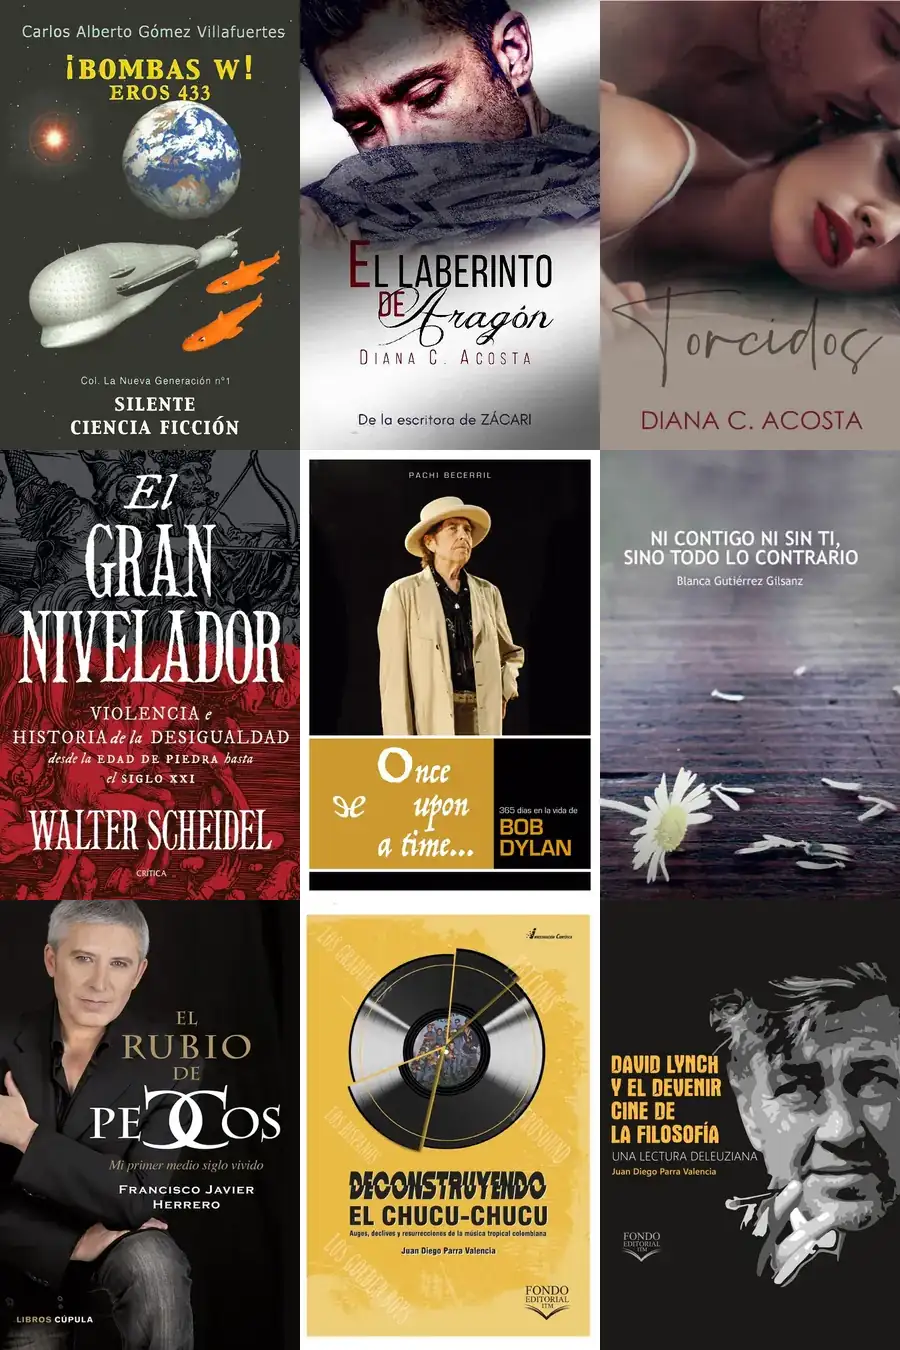 Carlos Alberto Gómez Villafuertes
¡BOMBAS W!
EROS 433
Col. La Nueva Generación nº1
SILENTE
CIENCIA FICCIÓN
EL LABERINTO
DE Aragón
DIANA C. ACOSTA
De la escritora de ZÁCARI
Torcidos
DIANA C. ACOSTA
El
GRAN
NIVELADOR
VIOLENCIA e
HISTORIA de la DESIGUALDAD
desde la EDAD DE PIEDRA hasta
el SIGLO XXI
WALTER SCHEIDEL
CRÍTICA
PACHI BECERRIL
Once
upon
a time...
365 días en la vida de
BOB
DYLAN
NI CONTIGO NI SIN TI,
SINO TODO LO CONTRARIO
Blanca Gutiérrez Gilsanz
EL
RUBIO
DE
PECCOS
Mi primer medio siglo vivido
FRANCISCO JAVIER
HERRERO
LIBROS CÚPULA
DECONSTRUYENDO
EL CHUCU-CHUCU
Auges, declives y resurrecciones de la música tropical colombiana
Juan Diego Parra Valencia
FONDO
EDITORIAL
ITM
DAVID LYNCH
Y EL DEVENIR
CINE DE
LA FILOSOFÍA
UNA LECTURA DELEUZIANA
Juan Diego Parra Valencia
FONDO
EDITORIAL
ITM